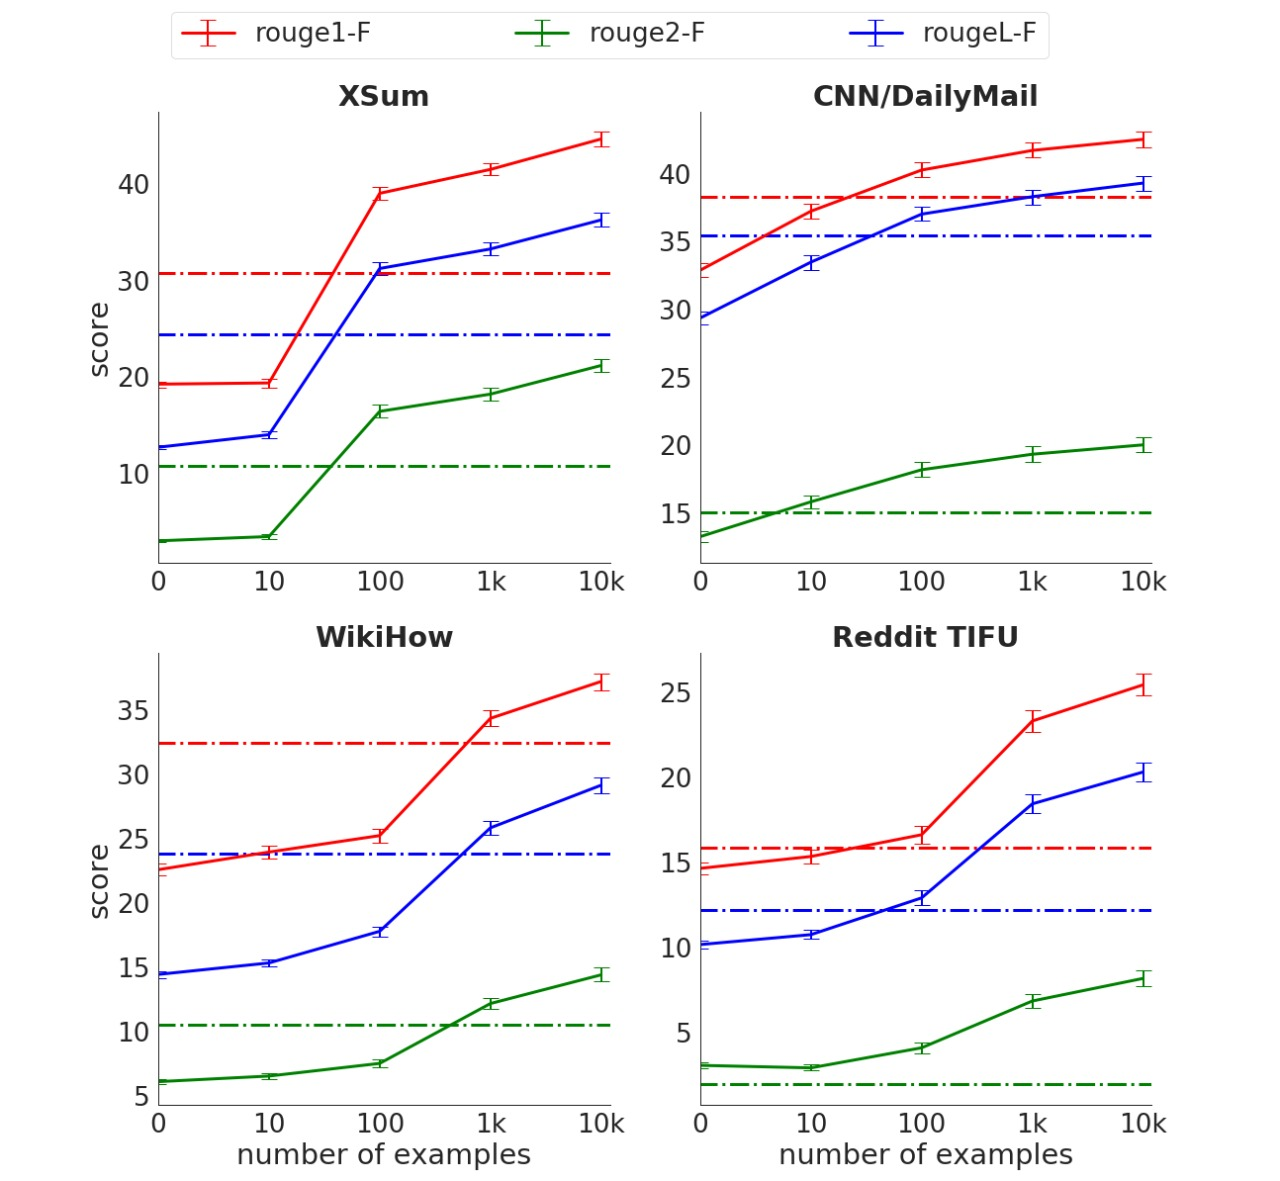 rouge1-F rouge2-F rougeL-F
XSum
score
40
30
20
10
0 10 100 1k 10k
CNN/DailyMail
40
35
30
25
20
15
0 10 100 1k 10k
WikiHow
score
35
30
25
20
15
10
5
0 10 100 1k 10k
number of examples
Reddit TIFU
25
20
15
10
5
0 10 100 1k 10k
number of examples